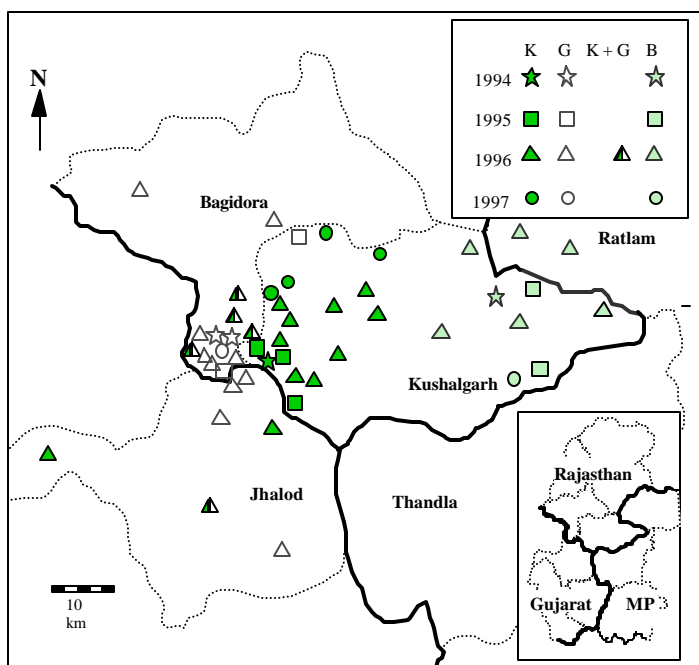 N
K G K + G B
1994
1995
1996
1997
Bagidora
Ratlam
Kushalgarh
Jhalod
Thandla
10
km
Rajasthan
Gujarat
MP